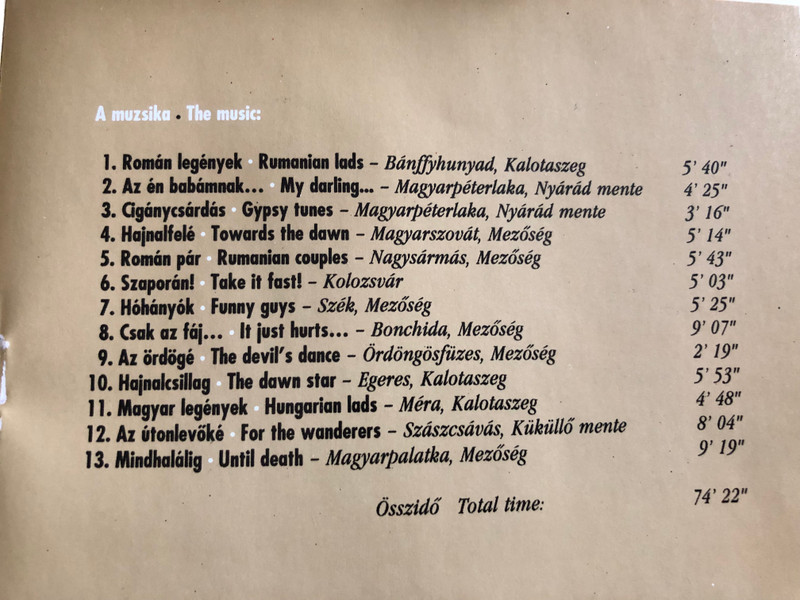 A muzsika • The music:
1. Román legények • Rumanian lads – Bánffyhunyad, Kalotaszeg 5' 40"
2. Az én babámnak... • My darling... – Magyarpéterlaka, Nyárád mente 4' 25"
3. Cigánycsárdás • Gypsy tunes – Magyarpéterlaka, Nyárád mente 3' 16"
4. Hajnalfelé • Towards the dawn – Magyarszovát, Mezőség 5' 14"
5. Román pár • Rumanian couples – Nagysármás, Mezőség 5' 43"
6. Szaporán! • Take it fast! – Kolozsvár 5' 03"
7. Hóhányók • Funny guys – Szék, Mezőség 5' 25"
8. Csak az fáj... • It just hurts... – Bonchida, Mezőség 9' 07"
9. Az ördögé • The devil's dance – Ördöngösfüzes, Mezőség 2' 19"
10. Hajnalcsillag • The dawn star – Egeres, Kalotaszeg 5' 53"
11. Magyar legények • Hungarian lads – Méra, Kalotaszeg 4' 48"
12. Az útonlevőké • For the wanderers – Szászcsávás, Küküllő mente 8' 04"
13. Mindhalálig • Until death – Magyarpalatka, Mezőség 9' 19"
Összidő Total time: 74' 22"